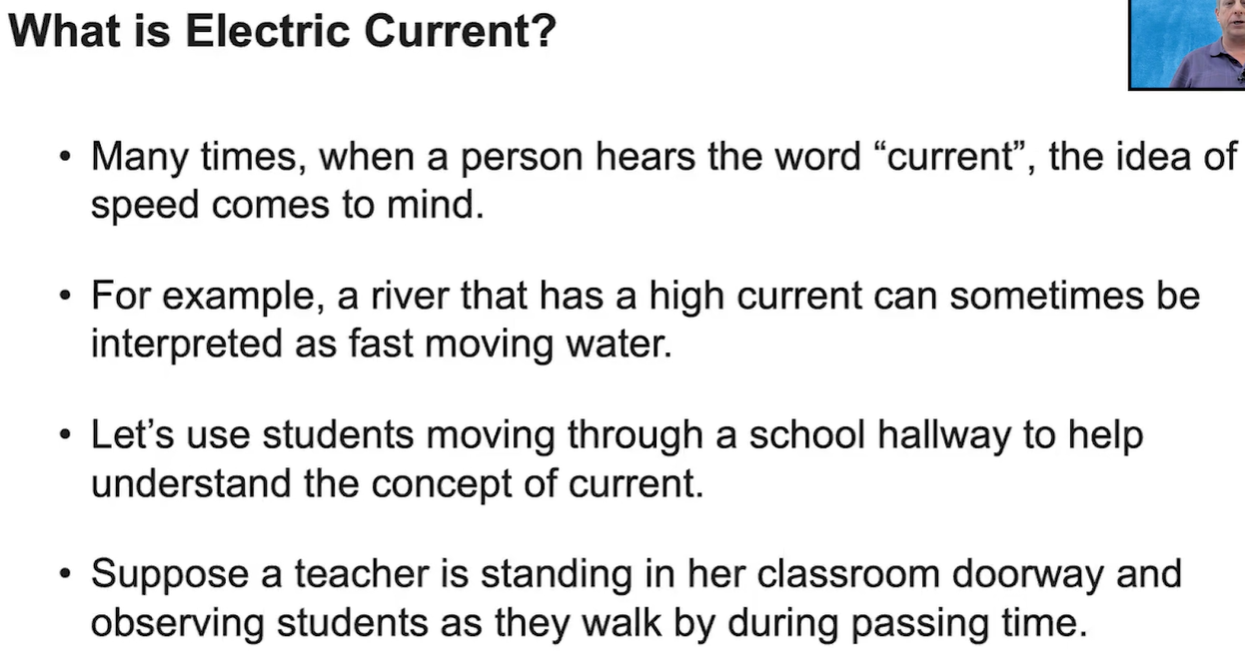 What is Electric Current?
• Many times, when a person hears the word “current”, the idea of
speed comes to mind.
• For example, a river that has a high current can sometimes be
interpreted as fast moving water.
• Let’s use students moving through a school hallway to help
understand the concept of current.
• Suppose a teacher is standing in her classroom doorway and
observing students as they walk by during passing time.